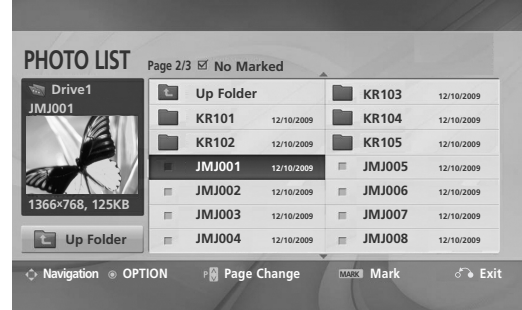 PHOTO LIST
Page 2/3 No Marked
Drive1
JMJ001
1366×768, 125KB
Up Folder
Up Folder
KR101 12/10/2009
KR102 12/10/2009
JMJ001 12/10/2009
JMJ002 12/10/2009
JMJ003 12/10/2009
JMJ004 12/10/2009
KR103 12/10/2009
KR104 12/10/2009
KR105 12/10/2009
JMJ005 12/10/2009
JMJ006 12/10/2009
JMJ007 12/10/2009
JMJ008 12/10/2009
Navigation OPTION P Page Change MARK Mark Exit